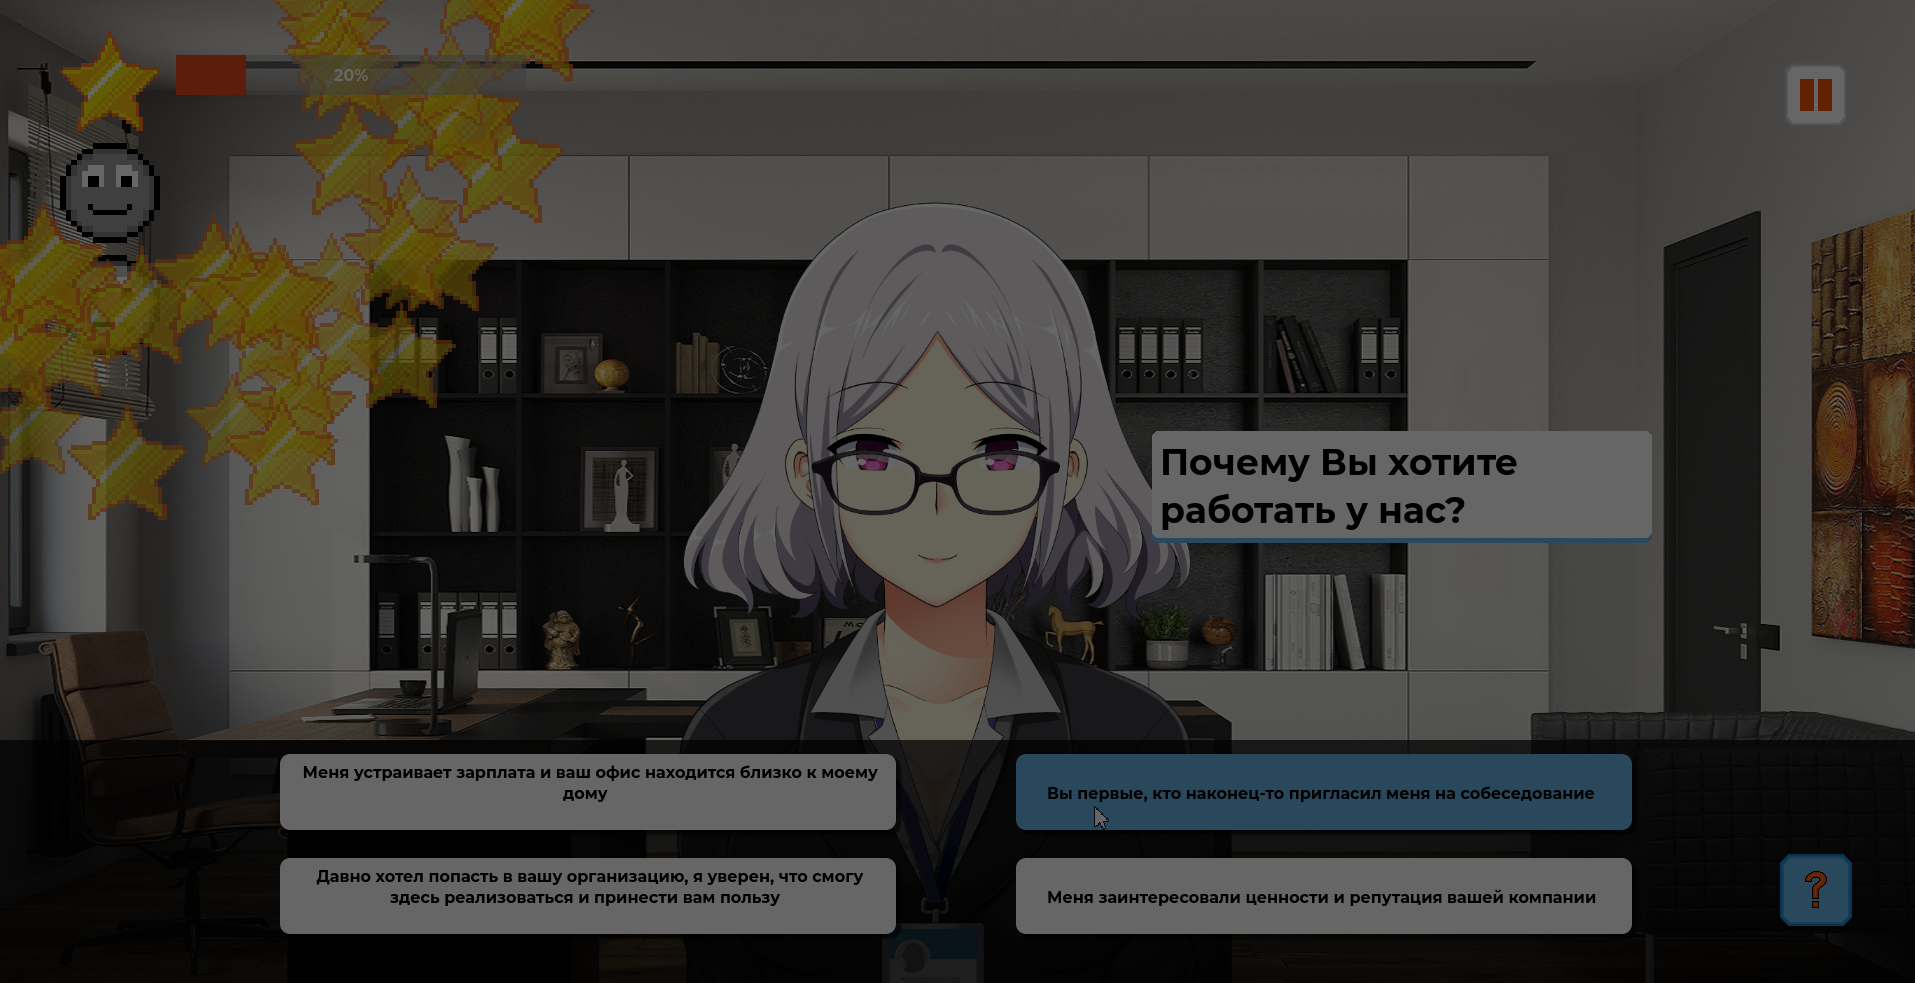 20%
Почему Вы хотите
работать у нас?
Меня устраивает зарплата и ваш офис находится близко к моему
дому
Вы первые, кто наконец-то пригласил меня на собеседование
Давно хотел попасть в вашу организацию, я уверен, что смогу
здесь реализоваться и принести вам пользу
Меня заинтересовали ценности и репутация вашей компании
?